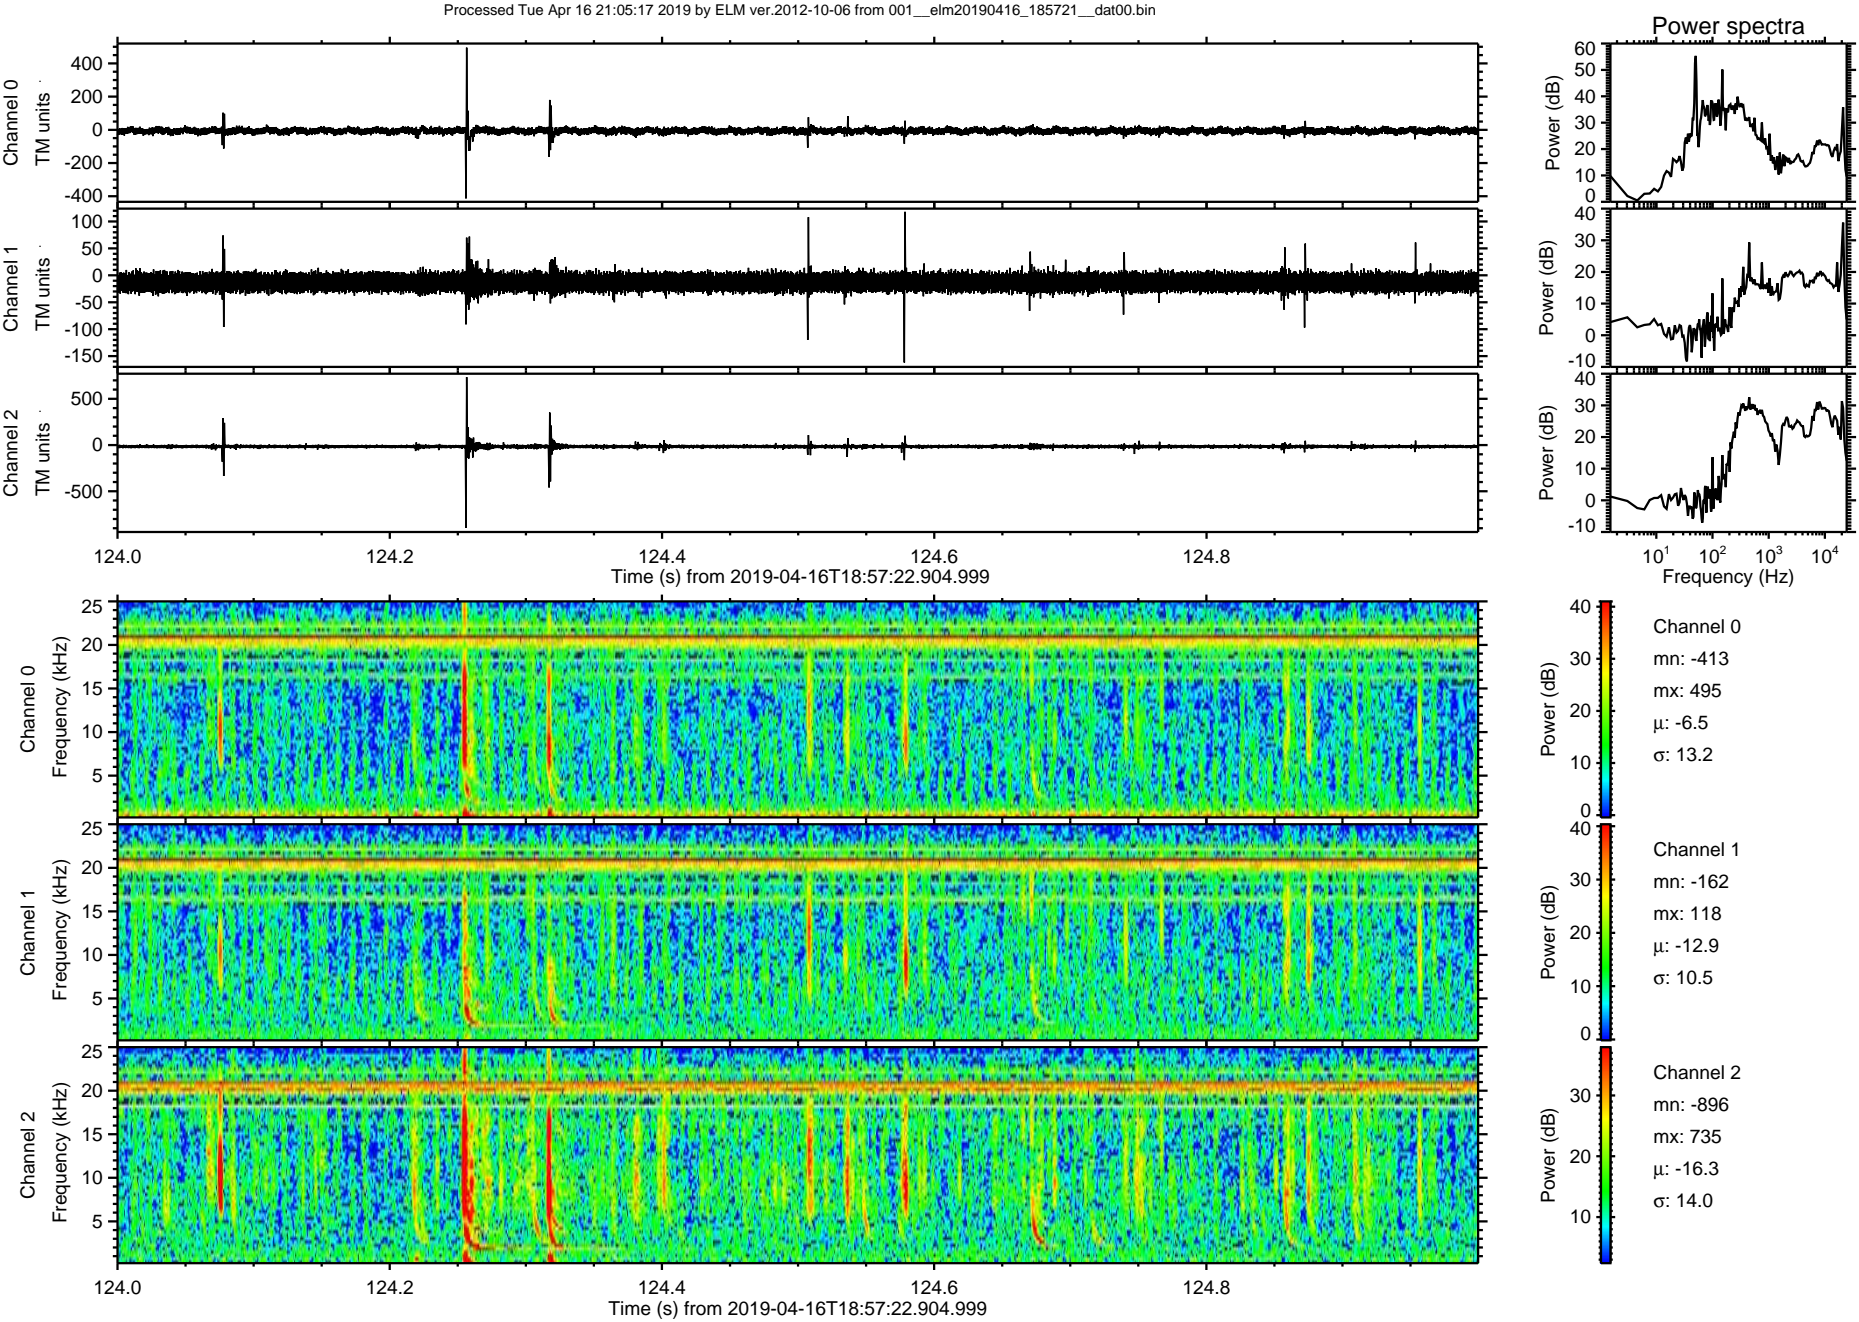 Processed Tue Apr 16 21:05:17 2019 by ELM ver.2012-10-06 from 001__elm20190416_185721__dat00.bin
Power spectra
Channel 0
TM units
400
200
0
-200
-400
Power (dB)
60
50
40
30
20
10
0
Channel 1
TM units
100
50
0
-50
-100
-150
Power (dB)
40
30
20
10
0
-10
Channel 2
TM units
500
0
-500
Power (dB)
40
30
20
10
0
-10
124.0 124.2 124.4 124.6 124.8
Time (s) from 2019-04-16T18:57:22.904.999
10¹ 10² 10³ 10⁴
Frequency (Hz)
Channel 0
Frequency (kHz)
25
20
15
10
5
Power (dB)
40
30
20
10
0
Channel 0
mn: -413
mx: 495
μ: -6.5
σ: 13.2
Channel 1
Frequency (kHz)
25
20
15
10
5
Power (dB)
40
30
20
10
0
Channel 1
mn: -162
mx: 118
μ: -12.9
σ: 10.5
Channel 2
Frequency (kHz)
25
20
15
10
5
Power (dB)
30
20
10
Channel 2
mn: -896
mx: 735
μ: -16.3
σ: 14.0
124.0 124.2 124.4 124.6 124.8
Time (s) from 2019-04-16T18:57:22.904.999